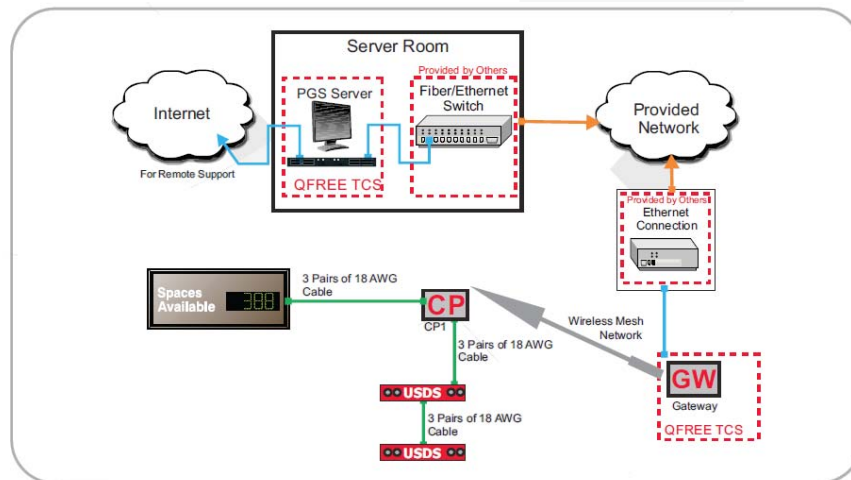 Server Room
Provided by Others
PGS Server
Fiber/Ethernet
Switch
Internet
Provided
Network
For Remote Support
QFREE TCS
Provided by Others
Ethernet
Connection
3 Pairs of 18 AWG
Cable
Spaces
Available
388
CP
CP1
Wireless Mesh
Network
3 Pairs of 18 AWG
Cable
GW
Gateway
USDS
3 Pairs of 18 AWG
Cable
QFREE TCS
USDS